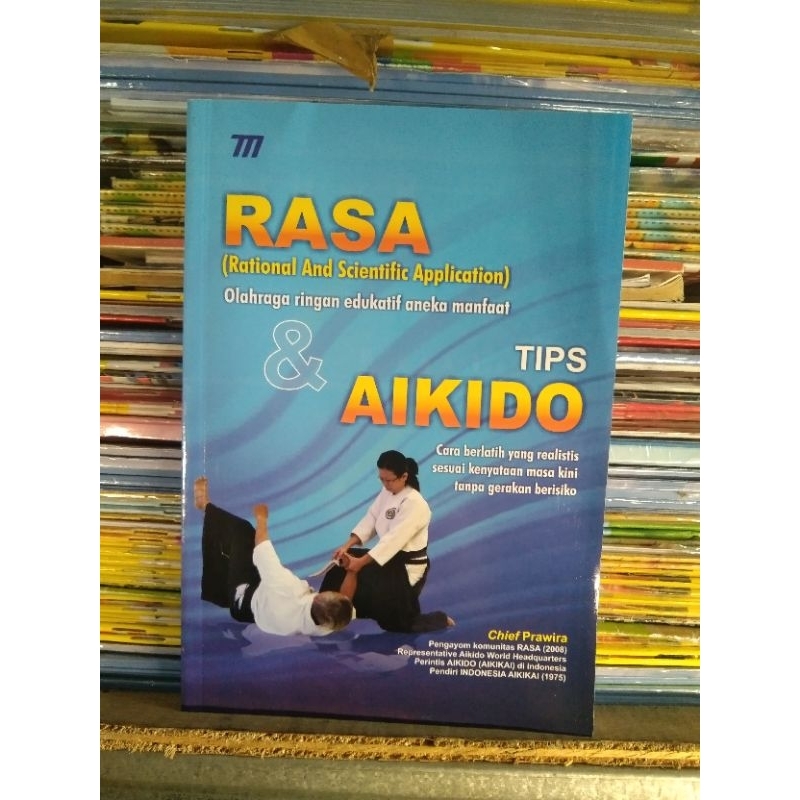 RASA
(Rational And Scientific Application)
Olahraga ringan edukatif aneka manfaat
&
TIPS
AIKIDO
Cara berlatih yang realistis
sesuai kenyataan masa kini
tanpa gerakan berisiko
Chief Prawira
Pengayom komunitas RASA (2008)
Representative Aikido World Headquarters
Perintis AIKIDO (AIKIKAI) di Indonesia
Pendiri INDONESIA AIKIKAI (1975)